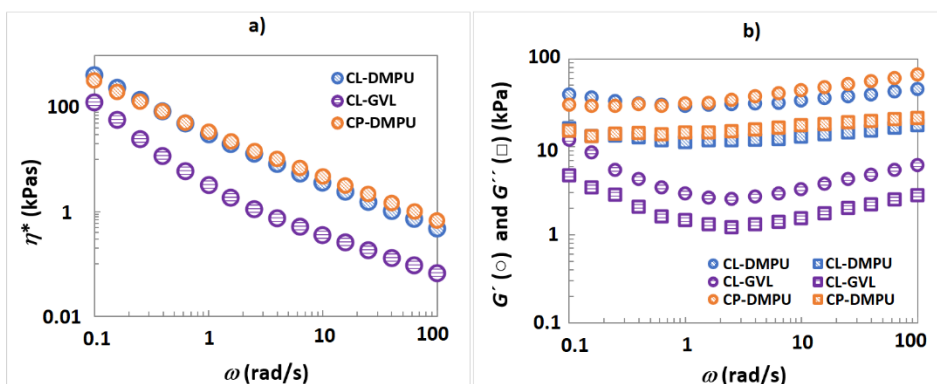 a)
η* (kPas)
100
1
0.01
0.1
1
10
100
ω (rad/s)
CL-DMPU
CL-GVL
CP-DMPU
b)
G´ (○) and G´´ (□) (kPa)
100
10
1
0.1
0.1
1
10
100
ω (rad/s)
CL-DMPU CL-DMPU
CL-GVL CL-GVL
CP-DMPU CP-DMPU